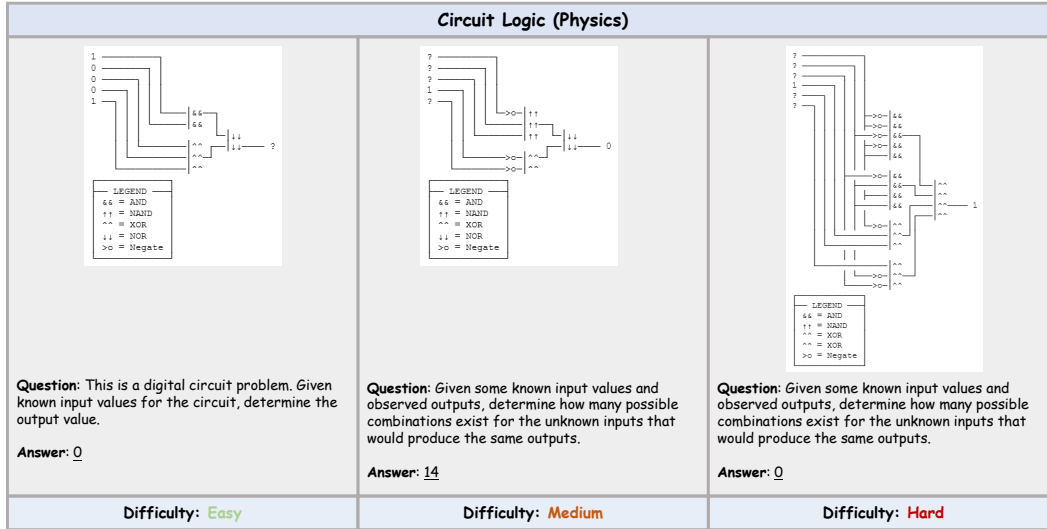 Circuit Logic (Physics)
1
0
0
0
1
&&
&&
^^
^^
^^
↓↓
↓↓
?
LEGEND
&& = AND
↑↑ = NAND
^^ = XOR
↓↓ = NOR
>o = Negate
Question: This is a digital circuit problem. Given
known input values for the circuit, determine the
output value.
Answer: 0
Difficulty: Easy
?
?
?
1
?
>o ↑↑
↑↑
↑↑
>o ^^
^^
>o ^^
↓↓
↓↓
0
LEGEND
&& = AND
↑↑ = NAND
^^ = XOR
↓↓ = NOR
>o = Negate
Question: Given some known input values and
observed outputs, determine how many possible
combinations exist for the unknown inputs that
would produce the same outputs.
Answer: 14
Difficulty: Medium
?
?
?
1
?
?
>o &&
>o &&
>o &&
>o &&
&&
>o &&
&&
&&
&&
>o ^^
^^
^^
^^
>o ^^
>o ^^
^^
^^
^^
^^
1
LEGEND
&& = AND
↑↑ = NAND
^^ = XOR
^^ = XOR
>o = Negate
Question: Given some known input values and
observed outputs, determine how many possible
combinations exist for the unknown inputs that
would produce the same outputs.
Answer: 0
Difficulty: Hard